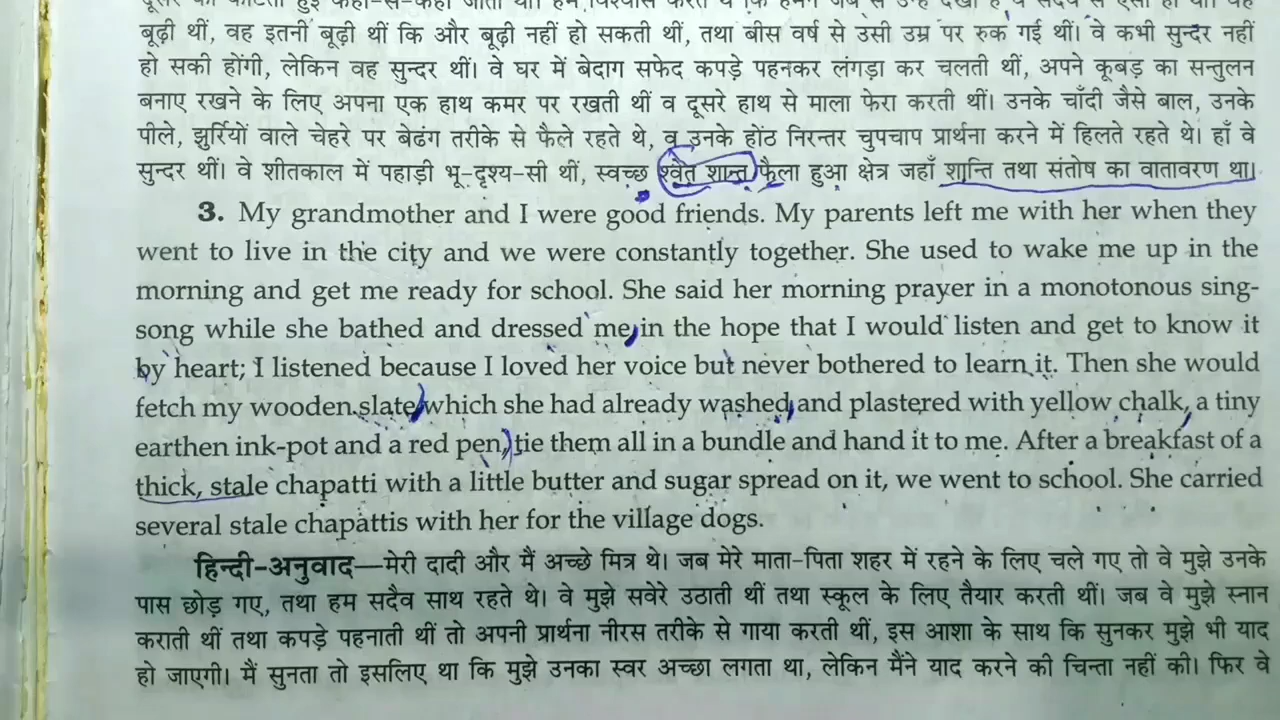 बूढ़ी थीं, वह इतनी बूढ़ी थीं कि और बूढ़ी नहीं हो सकती थीं, तथा बीस वर्ष से उसी उम्र पर रुक गई थीं। वे कभी सुन्दर नहीं
हो सकी होंगी, लेकिन वह सुन्दर थीं। वे घर में बेदाग सफेद कपड़े पहनकर लंगड़ा कर चलती थीं, अपने कूबड़ का सन्तुलन
बनाए रखने के लिए अपना एक हाथ कमर पर रखती थीं व दूसरे हाथ से माला फेरा करती थीं। उनके चाँदी जैसे बाल, उनके
पीले, झुर्रियों वाले चेहरे पर बेढंग तरीके से फैले रहते थे, व उनके होंठ निरन्तर चुपचाप प्रार्थना करने में हिलते रहते थे। हाँ वे
सुन्दर थीं। वे शीतकाल में पहाड़ी भू-दृश्य-सी थीं, स्वच्छ श्वेत शान्त फैला हुआ क्षेत्र जहाँ शान्ति तथा संतोष का वातावरण था।
3. My grandmother and I were good friends. My parents left me with her when they
went to live in the city and we were constantly together. She used to wake me up in the
morning and get me ready for school. She said her morning prayer in a monotonous sing-
song while she bathed and dressed me, in the hope that I would listen and get to know it
by heart; I listened because I loved her voice but never bothered to learn it. Then she would
fetch my wooden slate, which she had already washed, and plastered with yellow chalk, a tiny
earthen ink-pot and a red pen, tie them all in a bundle and hand it to me. After a breakfast of a
thick, stale chapatti with a little butter and sugar spread on it, we went to school. She carried
several stale chapattis with her for the village dogs.
हिन्दी-अनुवाद—मेरी दादी और मैं अच्छे मित्र थे। जब मेरे माता-पिता शहर में रहने के लिए चले गए तो वे मुझे उनके
पास छोड़ गए, तथा हम सदैव साथ रहते थे। वे मुझे सवेरे उठाती थीं तथा स्कूल के लिए तैयार करती थीं। जब वे मुझे स्नान
कराती थीं तथा कपड़े पहनाती थीं तो अपनी प्रार्थना नीरस तरीके से गाया करती थीं, इस आशा के साथ कि सुनकर मुझे भी याद
हो जाएगी। मैं सुनता तो इसलिए था कि मुझे उनका स्वर अच्छा लगता था, लेकिन मैंने याद करने की चिन्ता नहीं की। फिर वे